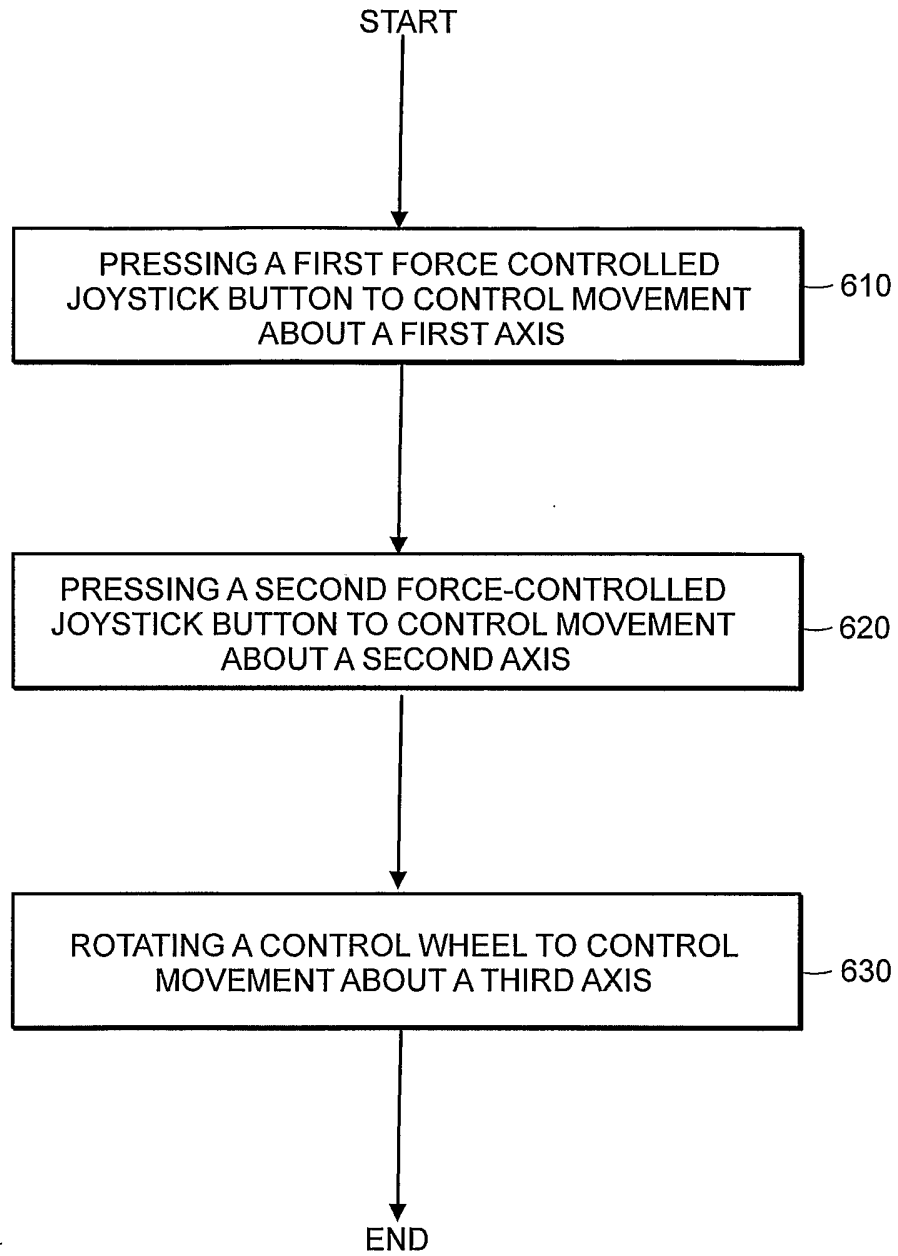 START
PRESSING A FIRST FORCE CONTROLLED
JOYSTICK BUTTON TO CONTROL MOVEMENT
ABOUT A FIRST AXIS
610
PRESSING A SECOND FORCE-CONTROLLED
JOYSTICK BUTTON TO CONTROL MOVEMENT
ABOUT A SECOND AXIS
620
ROTATING A CONTROL WHEEL TO CONTROL
MOVEMENT ABOUT A THIRD AXIS
630
END